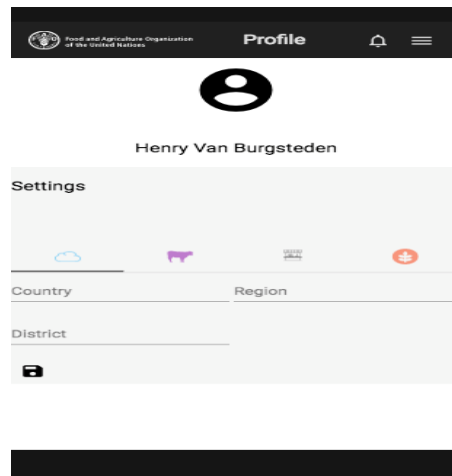 Food and Agriculture Organization
of the United Nations
Profile
Henry Van Burgsteden
Settings
Country
Region
District